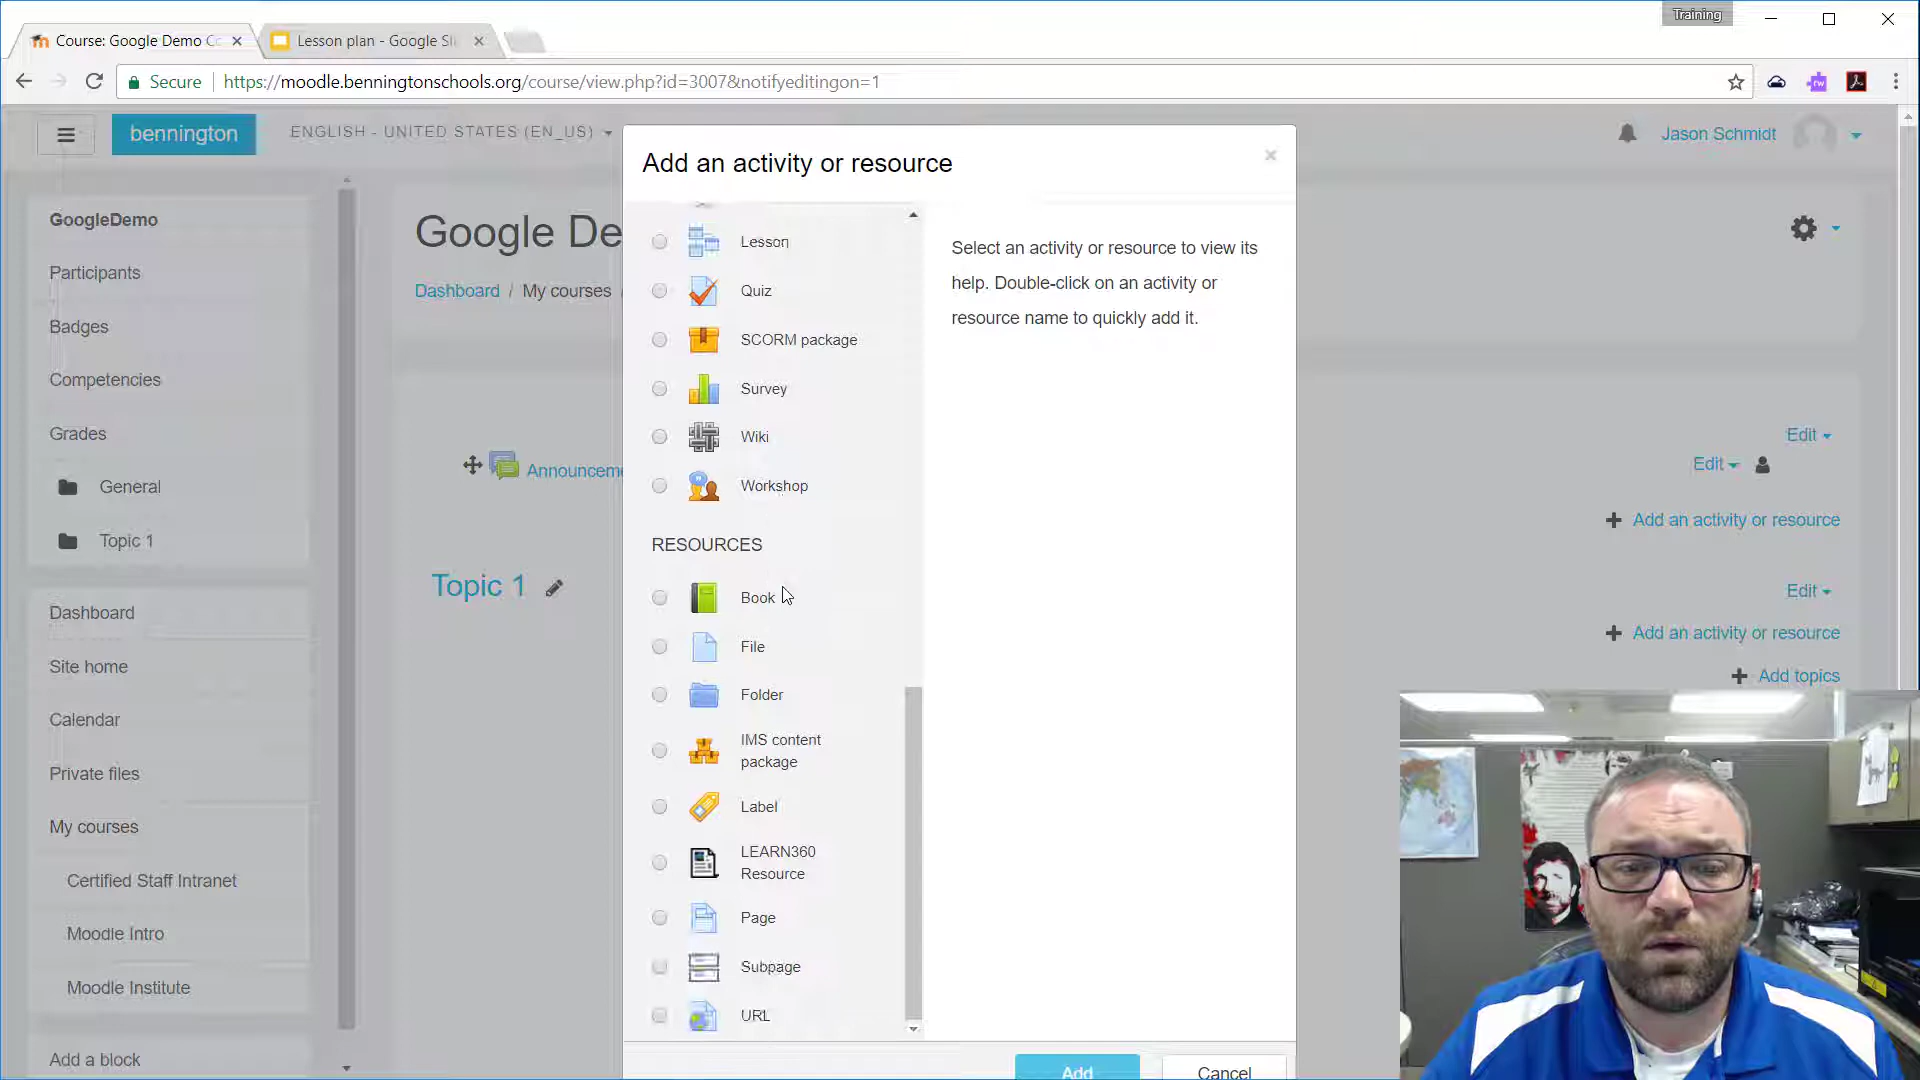 Training
Course: Google Demo Co
Lesson plan - Google Sli
Secure
https://moodle.benningtonschools.org/course/view.php?id=3007&notifyeditingon=1
bennington
ENGLISH - UNITED STATES (EN_US)
Jason Schmidt
GoogleDemo
Participants
Badges
Competencies
Grades
General
Topic 1
Dashboard
Site home
Calendar
Private files
My courses
Certified Staff Intranet
Moodle Intro
Moodle Institute
Add a block
Google De
Dashboard / My courses /
Announceme
Topic 1
Add an activity or resource
Lesson
Quiz
SCORM package
Survey
Wiki
Workshop
RESOURCES
Book
File
Folder
IMS content
package
Label
LEARN360
Resource
Page
Subpage
URL
Select an activity or resource to view its
help. Double-click on an activity or
resource name to quickly add it.
Add
Cancel
Edit
Edit
Add an activity or resource
Edit
Add an activity or resource
Add topics